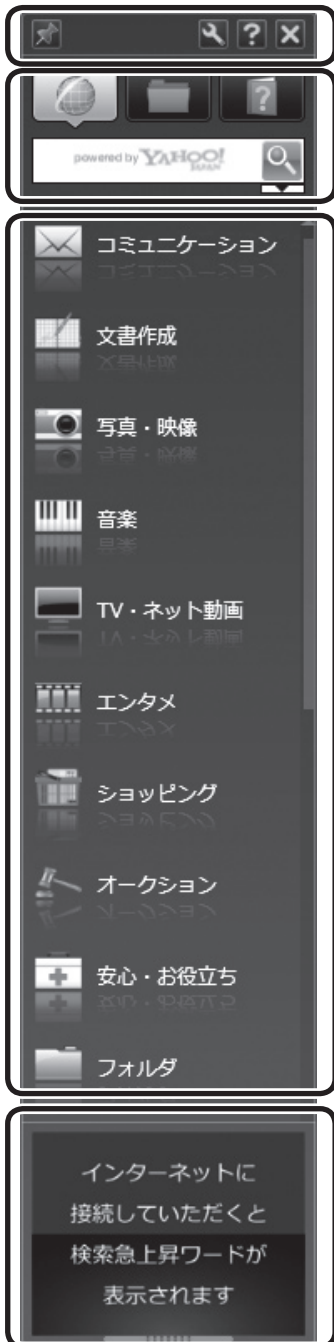 ?
?
powered by YAHOO!
JAPAN
コミュニケーション
文書作成
写真・映像
音楽
TV・ネット動画
エンタメ
ショッピング
オークション
安心・お役立ち
フォルダ
インターネットに
接続していただくと
検索急上昇ワードが
表示されます